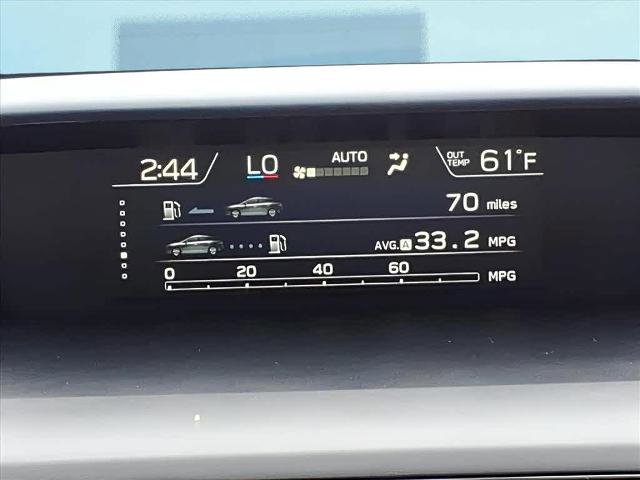 2:44 LO AUTO OUT TEMP 61°F
70 miles
AVG. A 33.2 MPG
0 20 40 60
MPG